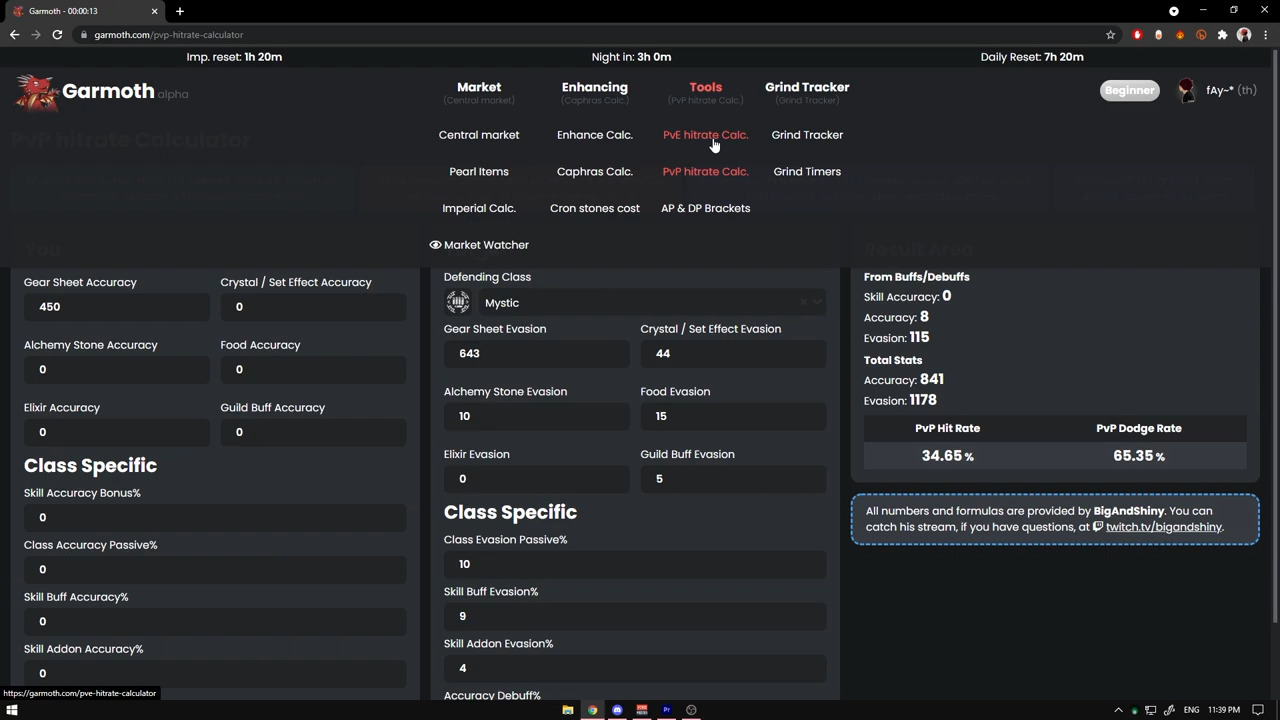 Garmoth - 00:00:13
garmoth.com/pvp-hitrate-calculator
Imp. reset: 1h 20m
Night in: 3h 0m
Daily Reset: 7h 20m
Garmoth alpha
Market
(Central market)
Enhancing
(Caphras Calc.)
Tools
(PvP hitrate Calc.)
Grind Tracker
(Grind Tracker)
Beginner
fAy~* (th)
PvP hitrate Calculator
Central market
Enhance Calc.
PvE hitrate Calc.
Grind Tracker
Pearl Items
Caphras Calc.
PvP hitrate Calc.
Grind Timers
Imperial Calc.
Cron stones cost
AP & DP Brackets
Market Watcher
You
Result Area
Gear Sheet Accuracy
450
Crystal / Set Effect Accuracy
0
Alchemy Stone Accuracy
0
Food Accuracy
0
Elixir Accuracy
0
Guild Buff Accuracy
0
Class Specific
Skill Accuracy Bonus%
0
Class Accuracy Passive%
0
Skill Buff Accuracy%
0
Skill Addon Accuracy%
0
Defending Class
Mystic
Gear Sheet Evasion
643
Crystal / Set Effect Evasion
44
Alchemy Stone Evasion
10
Food Evasion
15
Elixir Evasion
0
Guild Buff Evasion
5
Class Specific
Class Evasion Passive%
10
Skill Buff Evasion%
9
Skill Addon Evasion%
4
Accuracy Debuff%
From Buffs/Debuffs
Skill Accuracy: 0
Accuracy: 8
Evasion: 115
Total Stats
Accuracy: 841
Evasion: 1178
PvP Hit Rate
PvP Dodge Rate
34.65 %
65.35 %
All numbers and formulas are provided by BigAndShiny. You can
catch his stream, if you have questions, at twitch.tv/bigandshiny.
https://garmoth.com/pve-hitrate-calculator
ENG
11:39 PM